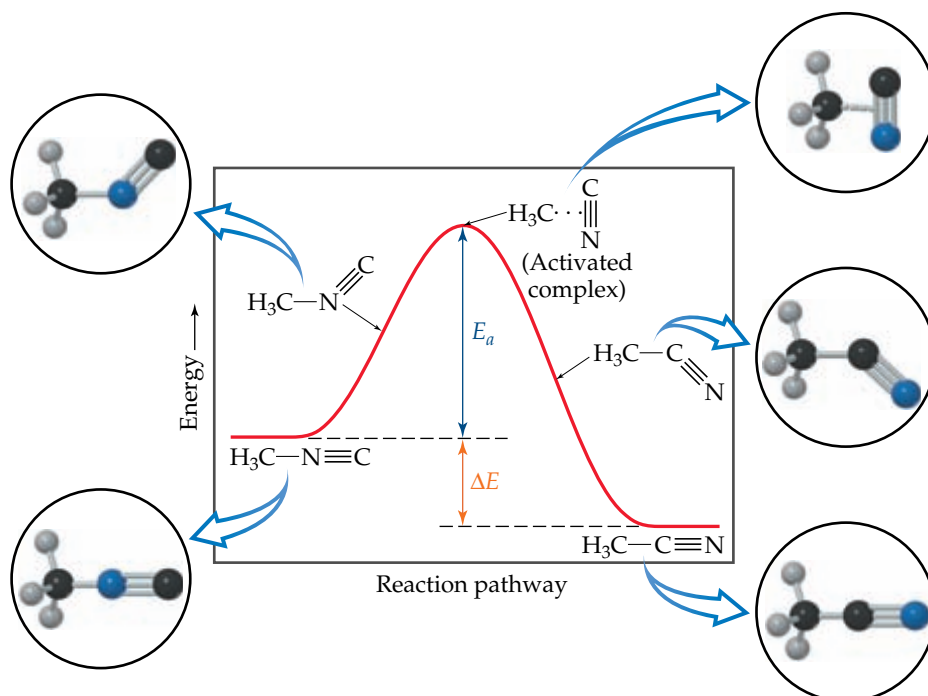 C
H₃C···C≡N
N
(Activated
complex)
C
H₃C—N
Eₐ
H₃C—C
N
Energy →
H₃C—N≡C
ΔE
H₃C—C≡N
Reaction pathway